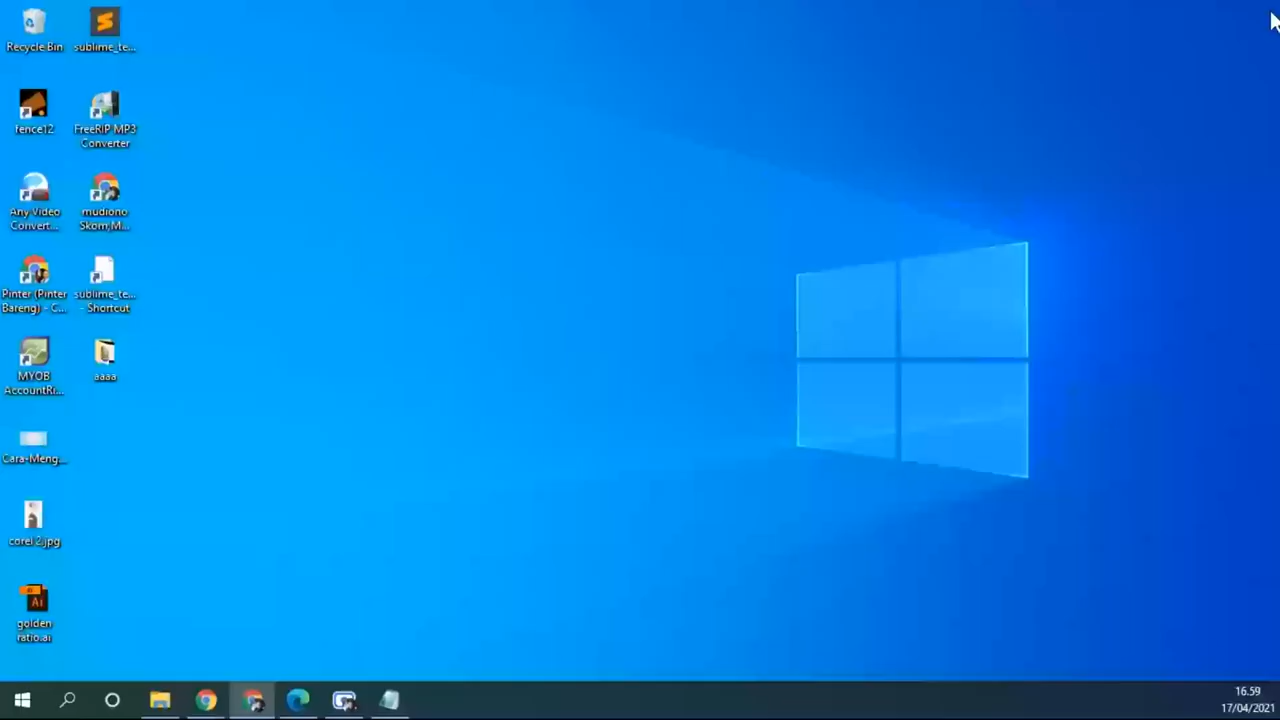 Recycle Bin
sublime_te...
fence12
FreeRIP MP3
Converter
Any Video
Convert...
mudiono
Skom,M...
Pinter (Pinter
Bareng) - C...
sublime_te...
- Shortcut
MYOB
AccountRi...
aaaa
Cara-Meng...
corel 2.jpg
Ai
golden
ratio.ai
16.59
17/04/2021